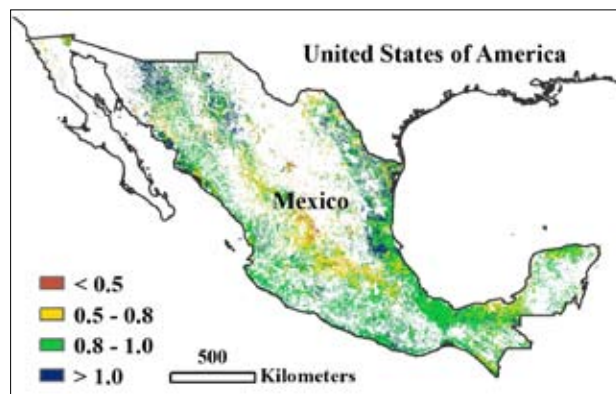 United States of America
Mexico
< 0.5
0.5 - 0.8
0.8 - 1.0
> 1.0
500
Kilometers